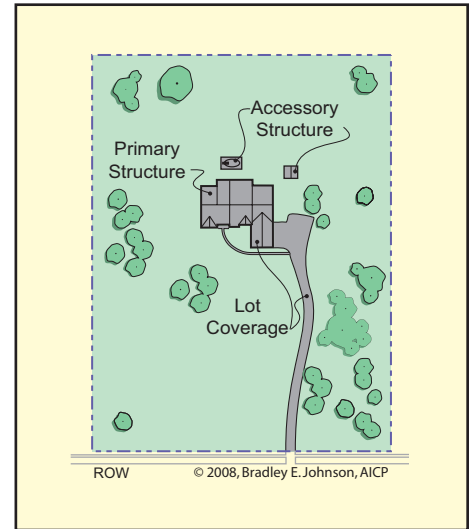 Accessory
Structure
Primary
Structure
Lot
Coverage
ROW
© 2008, Bradley E. Johnson, AICP